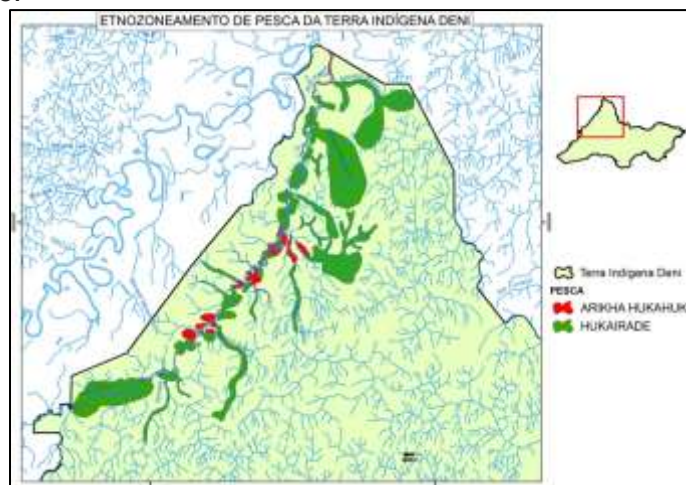 ETNOZONEAMENTO DE PESCA DA TERRA INDÍGENA DENI
Terra Indígena Deni
PESCA
ARIKHA HUKAHUK
HUKAIRADE